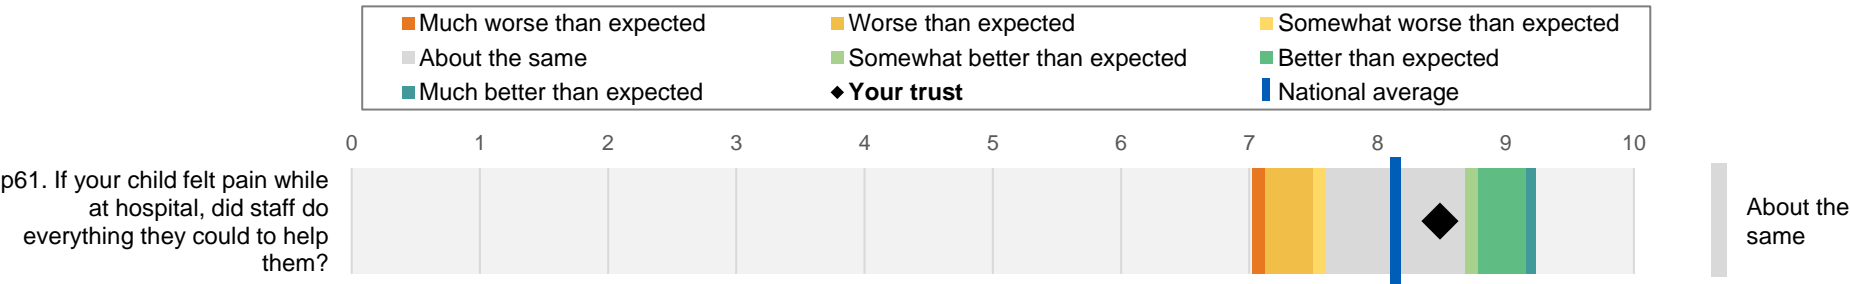 Much worse than expected
Worse than expected
Somewhat worse than expected
About the same
Somewhat better than expected
Better than expected
Much better than expected
Your trust
National average
0 1 2 3 4 5 6 7 8 9 10
p61. If your child felt pain while
at hospital, did staff do
everything they could to help
them?
About the
same